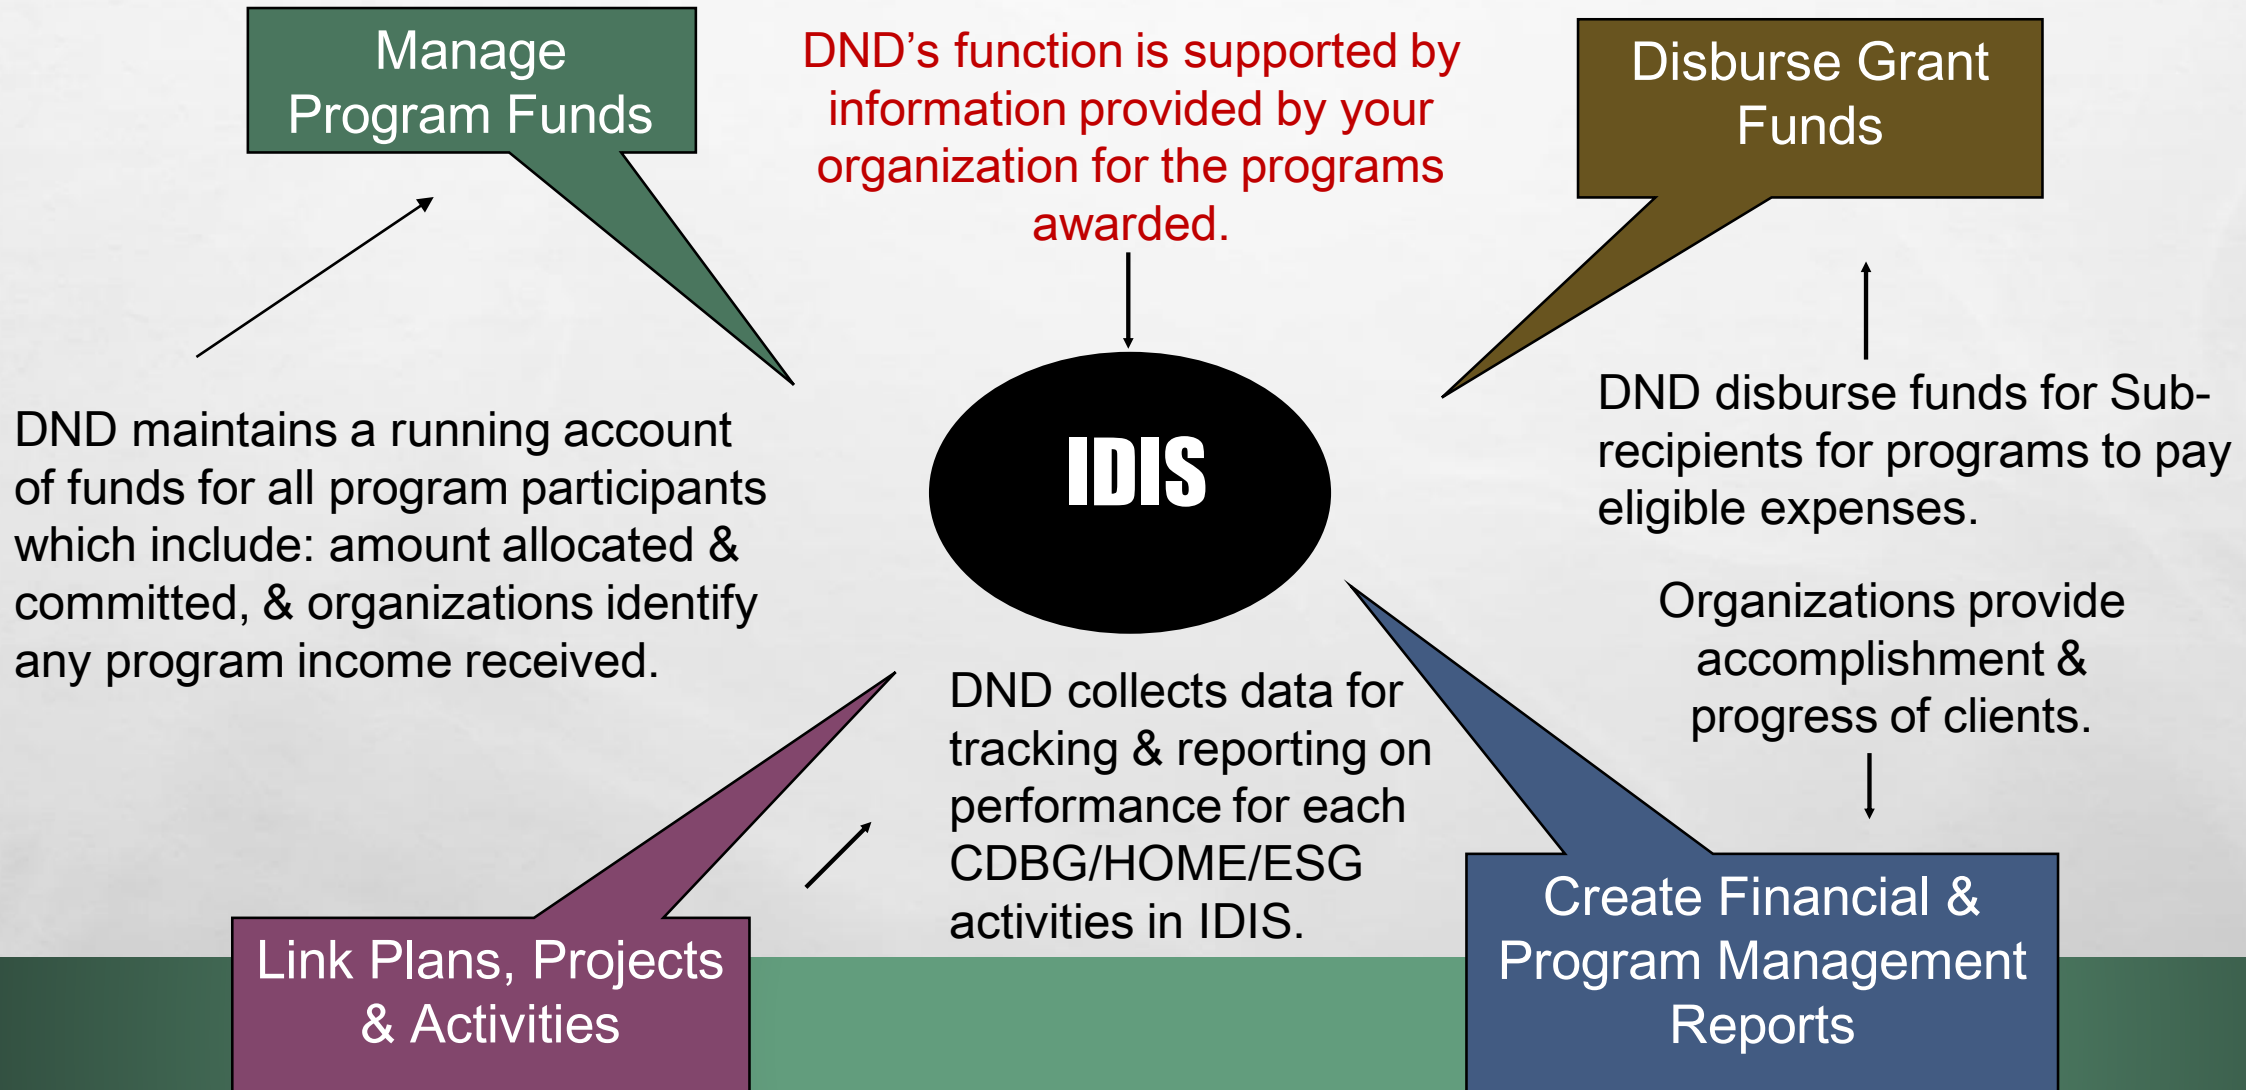 Manage
Program Funds
DND’s function is supported by
information provided by your
organization for the programs
awarded.
Disburse Grant
Funds
DND maintains a running account
of funds for all program participants
which include: amount allocated &
committed, & organizations identify
any program income received.
IDIS
DND disburse funds for Sub-
recipients for programs to pay
eligible expenses.
Organizations provide
accomplishment &
progress of clients.
DND collects data for
tracking & reporting on
performance for each
CDBG/HOME/ESG
activities in IDIS.
Link Plans, Projects
& Activities
Create Financial &
Program Management
Reports